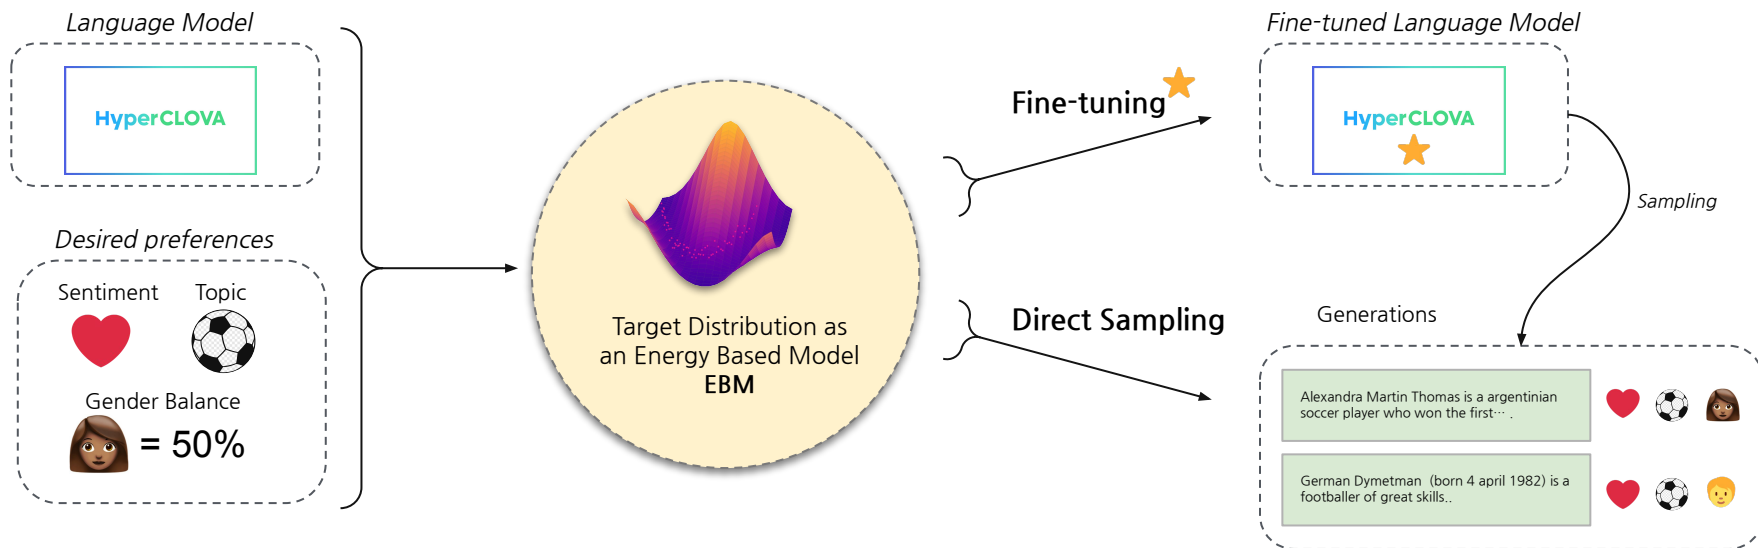 Language Model
HyperCLOVA
Desired preferences
Sentiment
Topic
Gender Balance
= 50%
Target Distribution as
an Energy Based Model
EBM
Fine-tuning
Direct Sampling
Fine-tuned Language Model
HyperCLOVA
Sampling
Generations
Alexandra Martin Thomas is a argentinian
soccer player who won the first… .
German Dymetman  (born 4 april 1982) is a
footballer of great skills..